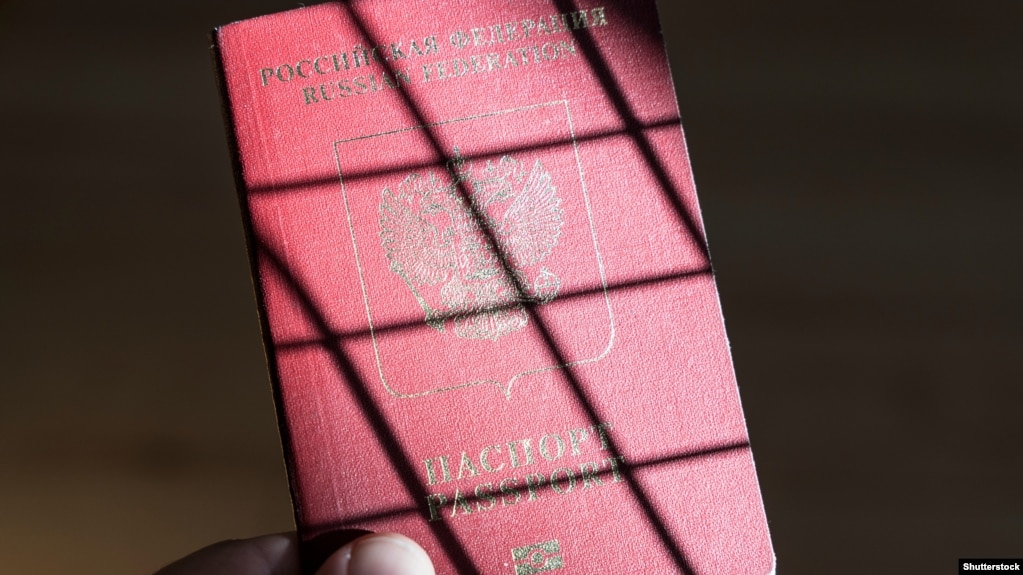 РОССИЙСКАЯ ФЕДЕРАЦИЯ
RUSSIAN FEDERATION
ПАСПОРТ
PASSPORT
Shutterstock